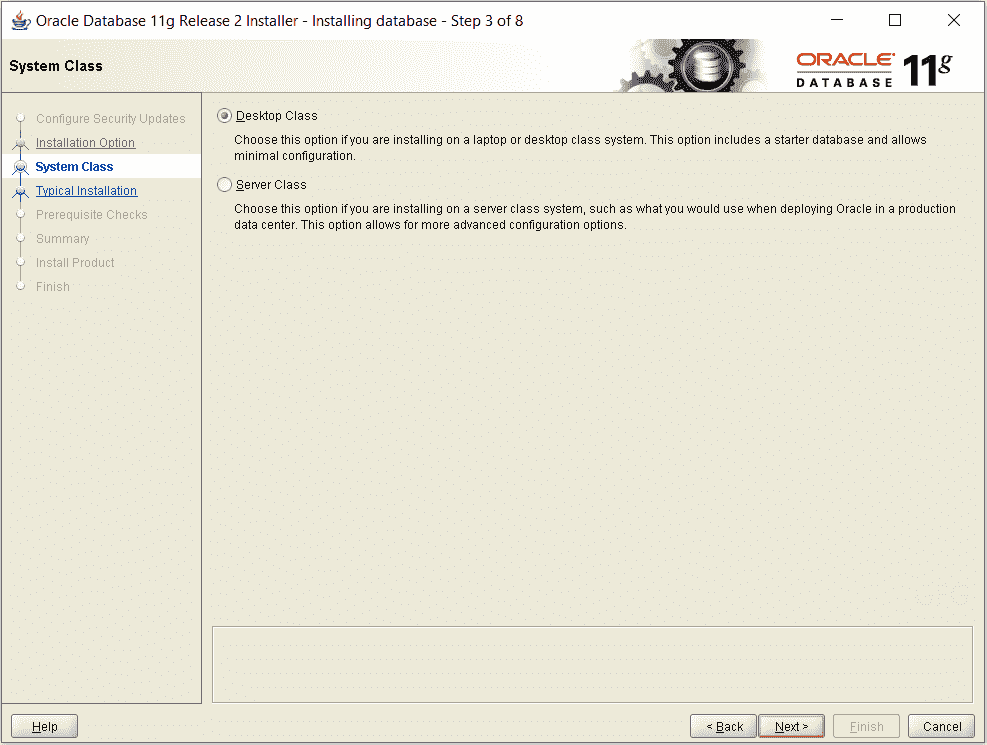 Oracle Database 11g Release 2 Installer - Installing database - Step 3 of 8
System Class
ORACLE
DATABASE
11g
Configure Security Updates
Installation Option
System Class
Typical Installation
Prerequisite Checks
Summary
Install Product
Finish
Desktop Class
Choose this option if you are installing on a laptop or desktop class system. This option includes a starter database and allows
minimal configuration.
Server Class
Choose this option if you are installing on a server class system, such as what you would use when deploying Oracle in a production
data center. This option allows for more advanced configuration options.
Help
< Back
Next >
Finish
Cancel